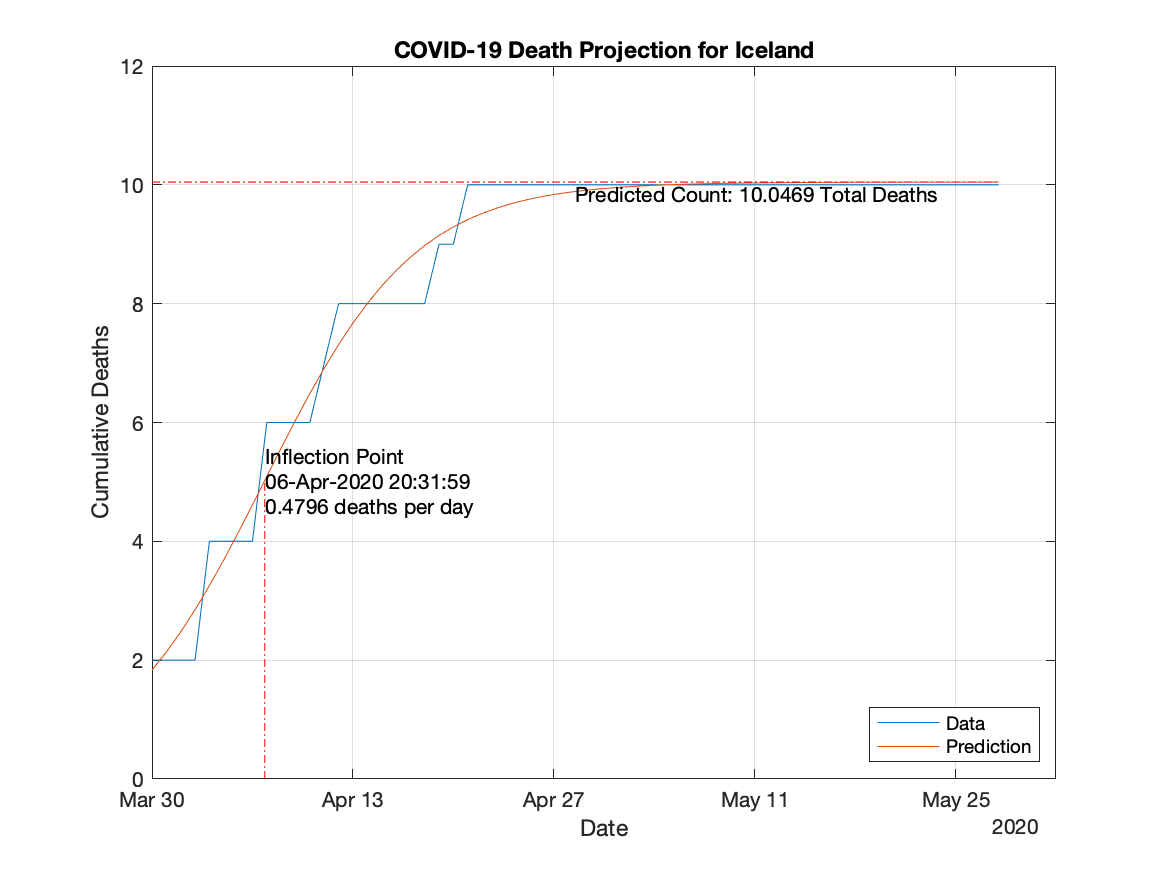 COVID-19 Death Projection for Iceland
12
10
8
6
4
2
0
Cumulative Deaths
Predicted Count: 10.0469 Total Deaths
Inflection Point
06-Apr-2020 20:31:59
0.4796 deaths per day
Data
Prediction
Mar 30
Apr 13
Apr 27
May 11
May 25
Date
2020